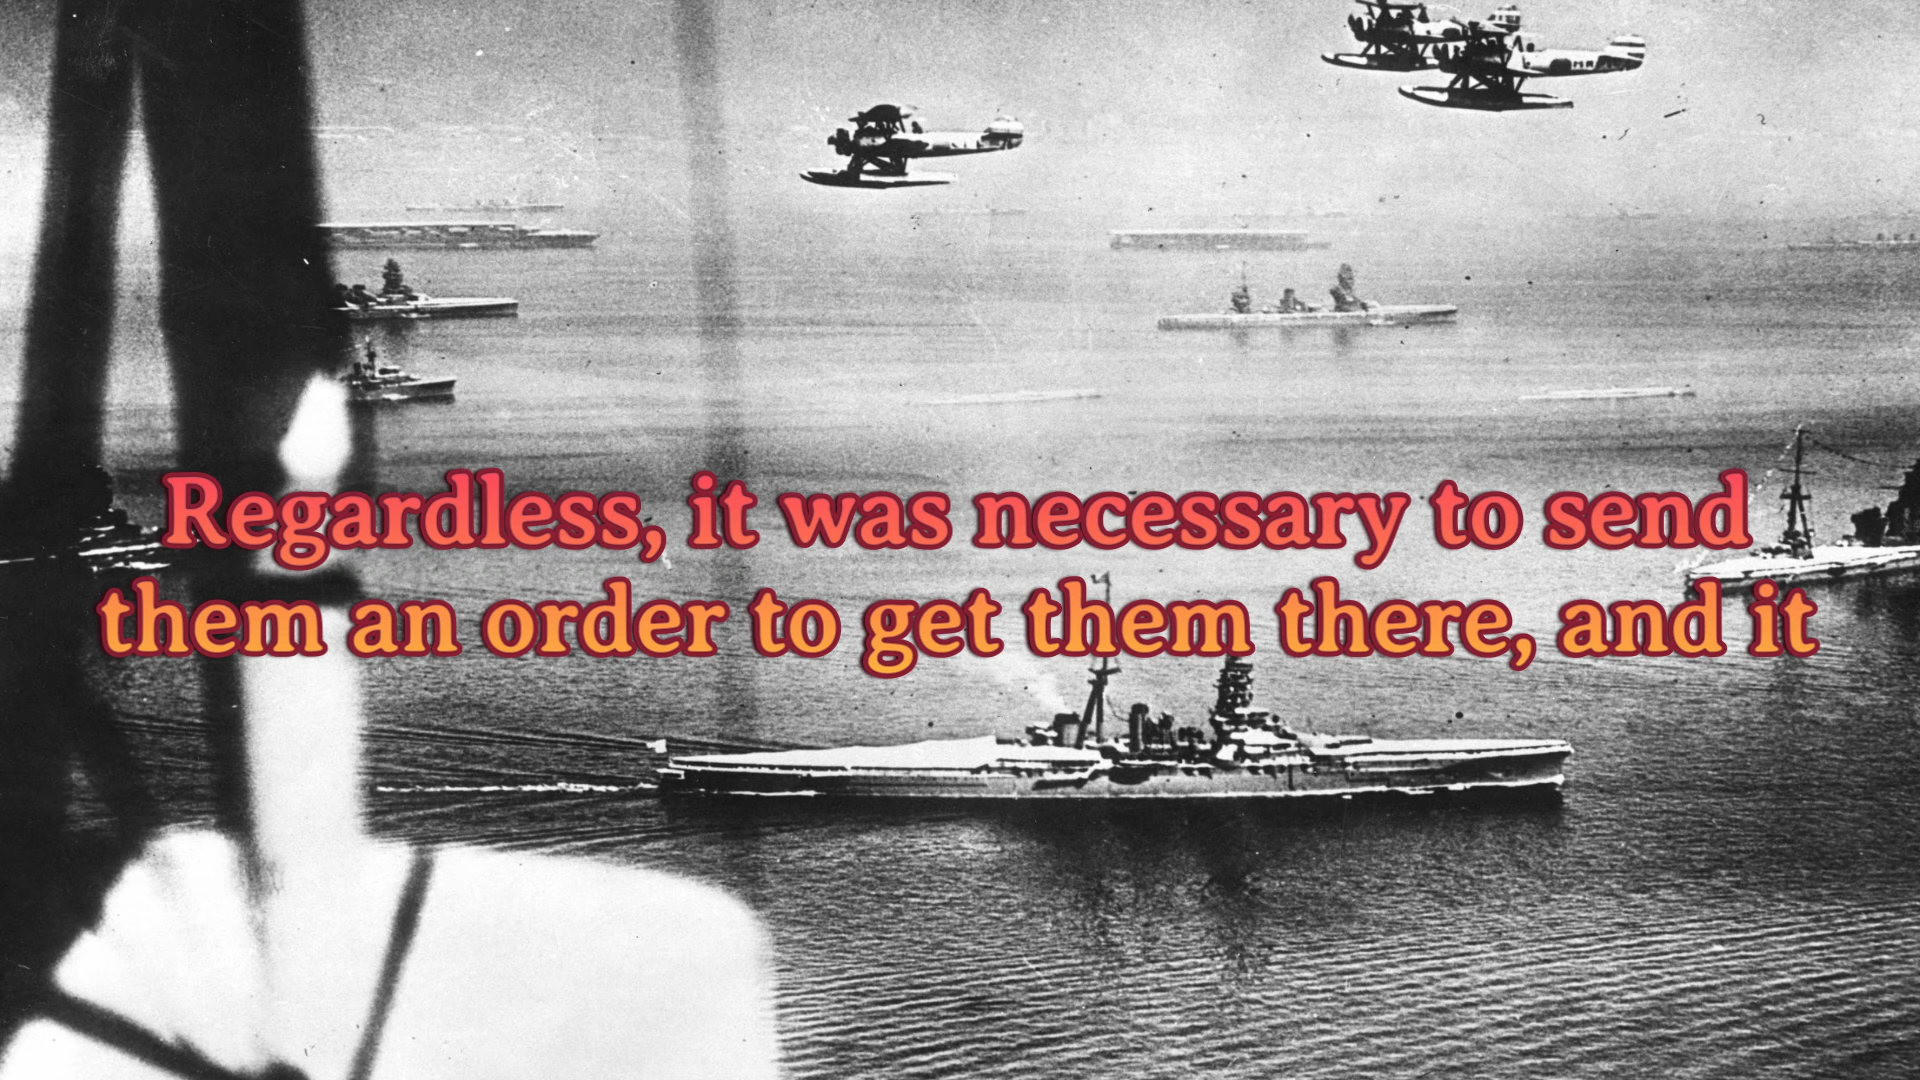 Regardless, it was necessary to send
them an order to get them there, and it